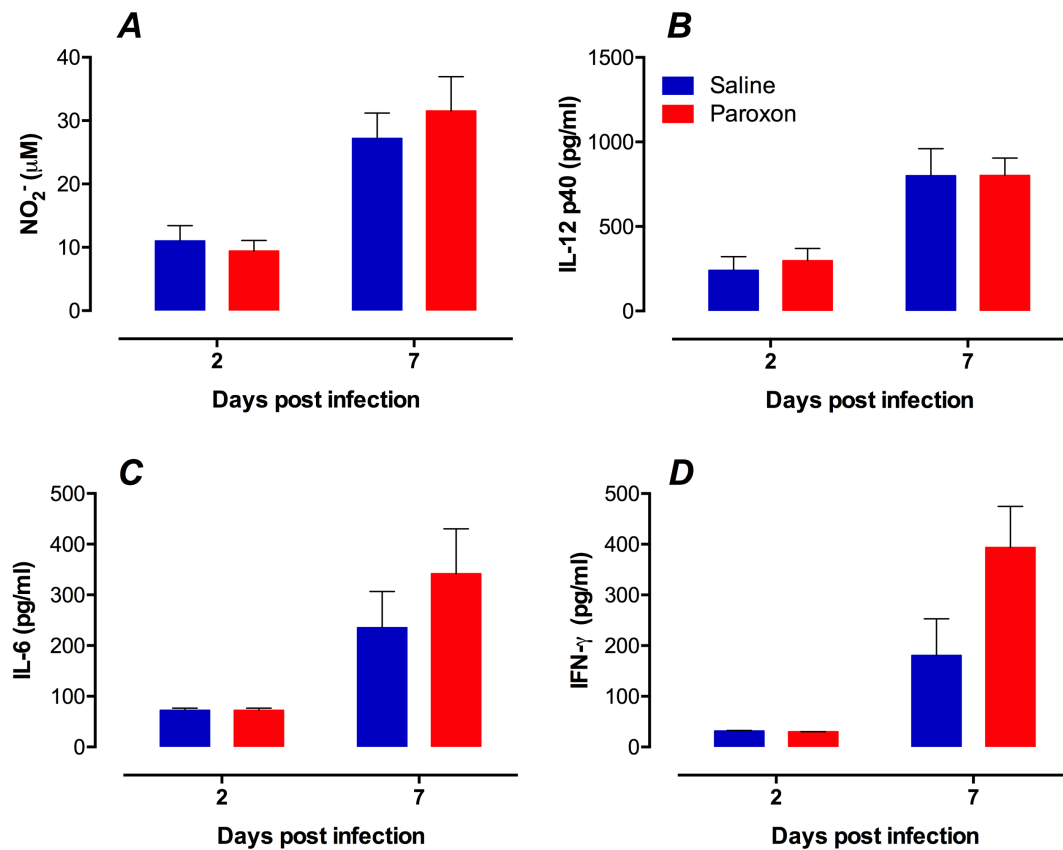 A
40
30
20
10
0
NO₂⁻ (μM)
2
7
Days post infection
B
1500
1000
500
0
IL-12 p40 (pg/ml)
Saline
Paroxon
2
7
Days post infection
C
500
400
300
200
100
0
IL-6 (pg/ml)
2
7
Days post infection
D
500
400
300
200
100
0
IFN-γ (pg/ml)
2
7
Days post infection